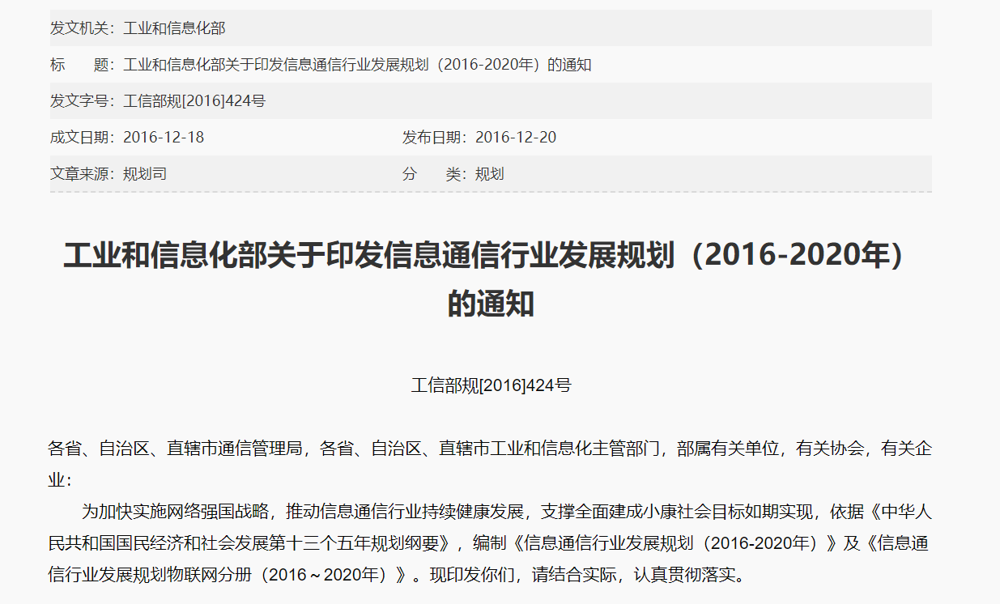 发文机关：工业和信息化部
标　　题：工业和信息化部关于印发信息通信行业发展规划（2016-2020年）的通知
发文字号：工信部规[2016]424号
成文日期：2016-12-18　发布日期：2016-12-20
文章来源：规划司　分　　类：规划
工业和信息化部关于印发信息通信行业发展规划（2016-2020年）
的通知
工信部规[2016]424号
各省、自治区、直辖市通信管理局，各省、自治区、直辖市工业和信息化主管部门，部属有关单位，有关协会，有关企
业：
为加快实施网络强国战略，推动信息通信行业持续健康发展，支撑全面建成小康社会目标如期实现，依据《中华人
民共和国国民经济和社会发展第十三个五年规划纲要》，编制《信息通信行业发展规划（2016-2020年）》及《信息通
信行业发展规划物联网分册（2016～2020年）》。现印发你们，请结合实际，认真贯彻落实。